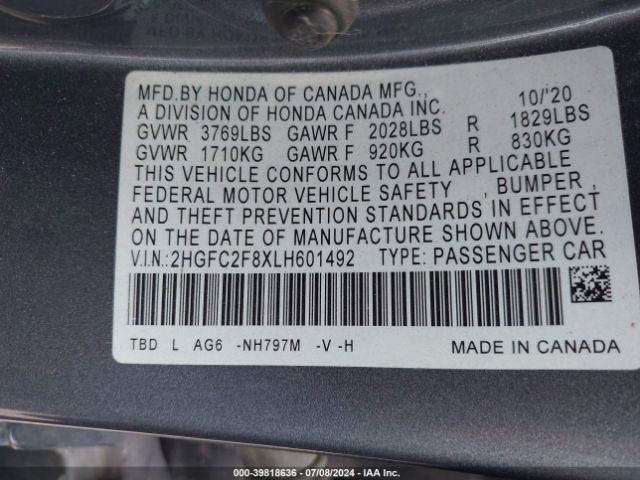 MFD.BY HONDA OF CANADA MFG., 10/'20
A DIVISION OF HONDA CANADA INC.
GVWR 3769LBS GAWR F 2028LBS R 1829LBS
GVWR 1710KG GAWR F 920KG R 830KG
THIS VEHICLE CONFORMS TO ALL APPLICABLE
FEDERAL MOTOR VEHICLE SAFETY , BUMPER ,
AND THEFT PREVENTION STANDARDS IN EFFECT
ON THE DATE OF MANUFACTURE SHOWN ABOVE.
V.I.N.:2HGFC2F8XLH601492 TYPE: PASSENGER CAR
TBD L AG6 -NH797M -V -H MADE IN CANADA
000-39818636 - 07/08/2024 - IAA Inc.